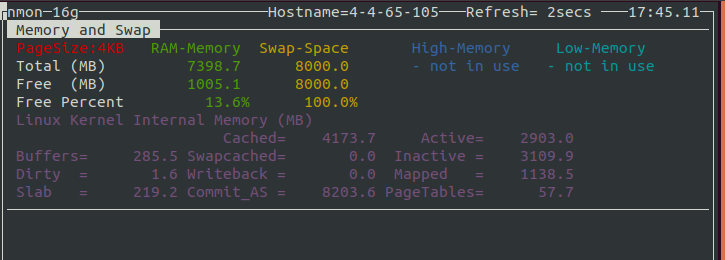 nmon-16g Hostname=4-4-65-105 Refresh= 2secs 17:45.11
Memory and Swap
PageSize:4KB RAM-Memory Swap-Space High-Memory Low-Memory
Total (MB) 7398.7 8000.0 - not in use - not in use
Free (MB) 1005.1 8000.0
Free Percent 13.6% 100.0%
Linux Kernel Internal Memory (MB)
Cached= 4173.7 Active= 2903.0
Buffers= 285.5 Swapcached= 0.0 Inactive = 3109.9
Dirty = 1.6 Writeback = 0.0 Mapped = 1138.5
Slab = 219.2 Commit_AS = 8203.6 PageTables= 57.7